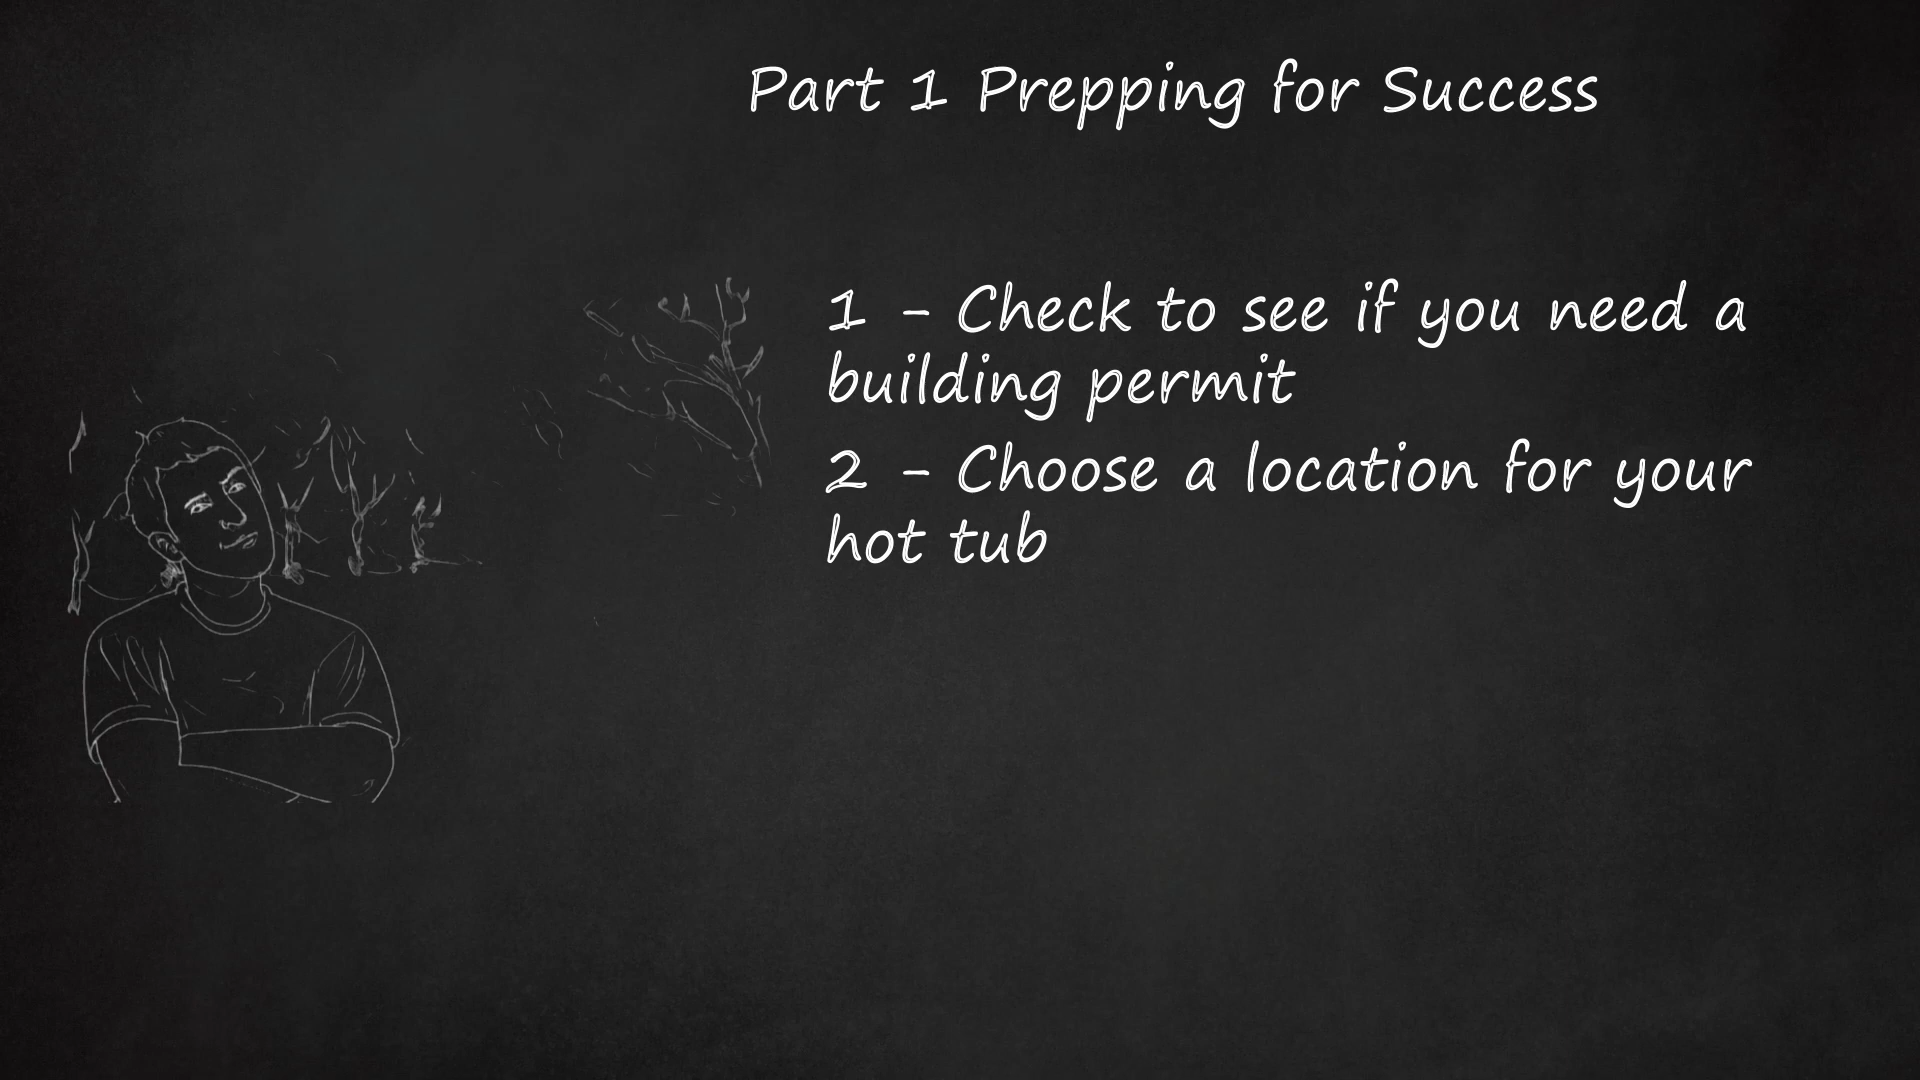 Part 1 Prepping for Success
1 - Check to see if you need a
building permit
2 - Choose a location for your
hot tub